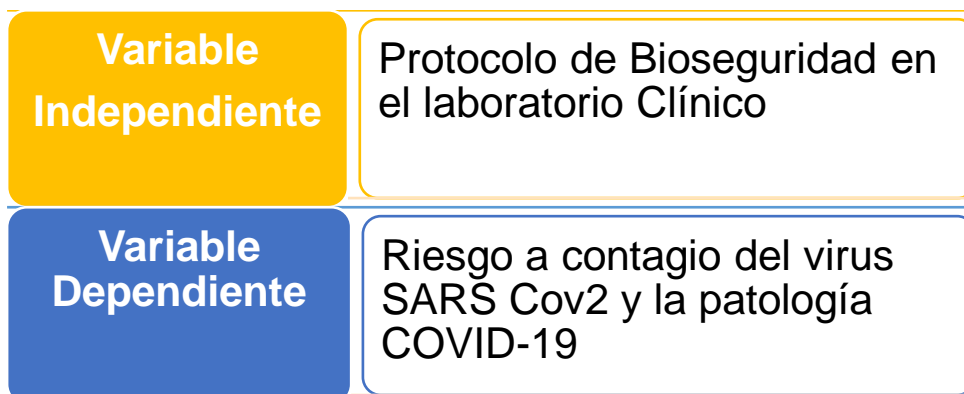 Variable
Independiente
Protocolo de Bioseguridad en
el laboratorio Clínico
Variable
Dependiente
Riesgo a contagio del virus
SARS Cov2 y la patología
COVID-19